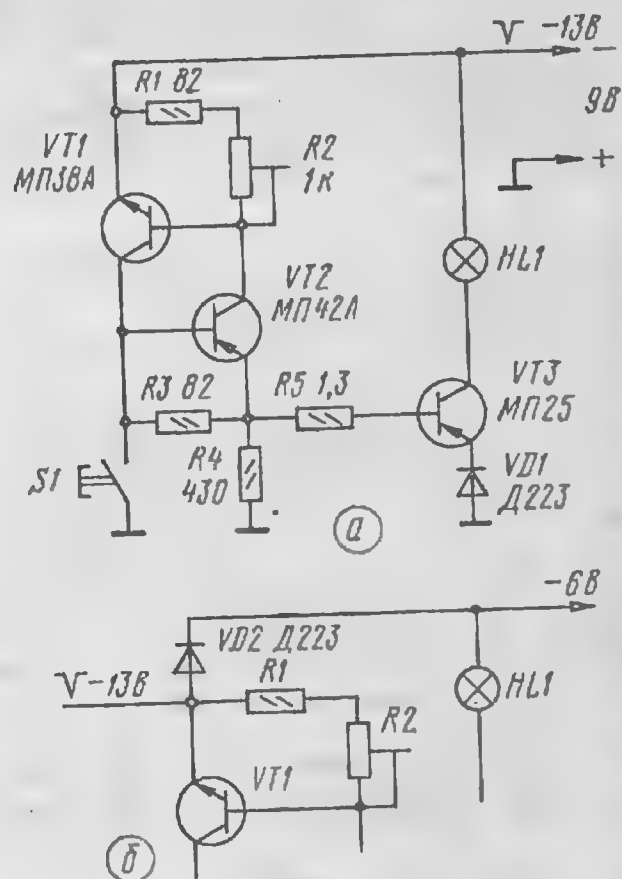 -13В
−
9В
+
R1 82
R2
1к
VT1
МП38А
HL1
VT2
МП42А
R3 82
R5 1,3
VT3
МП25
R4
430
S1
VD1
Д223
а
-6В
VD2 Д223
-13В
R1
R2
HL1
VT1
б